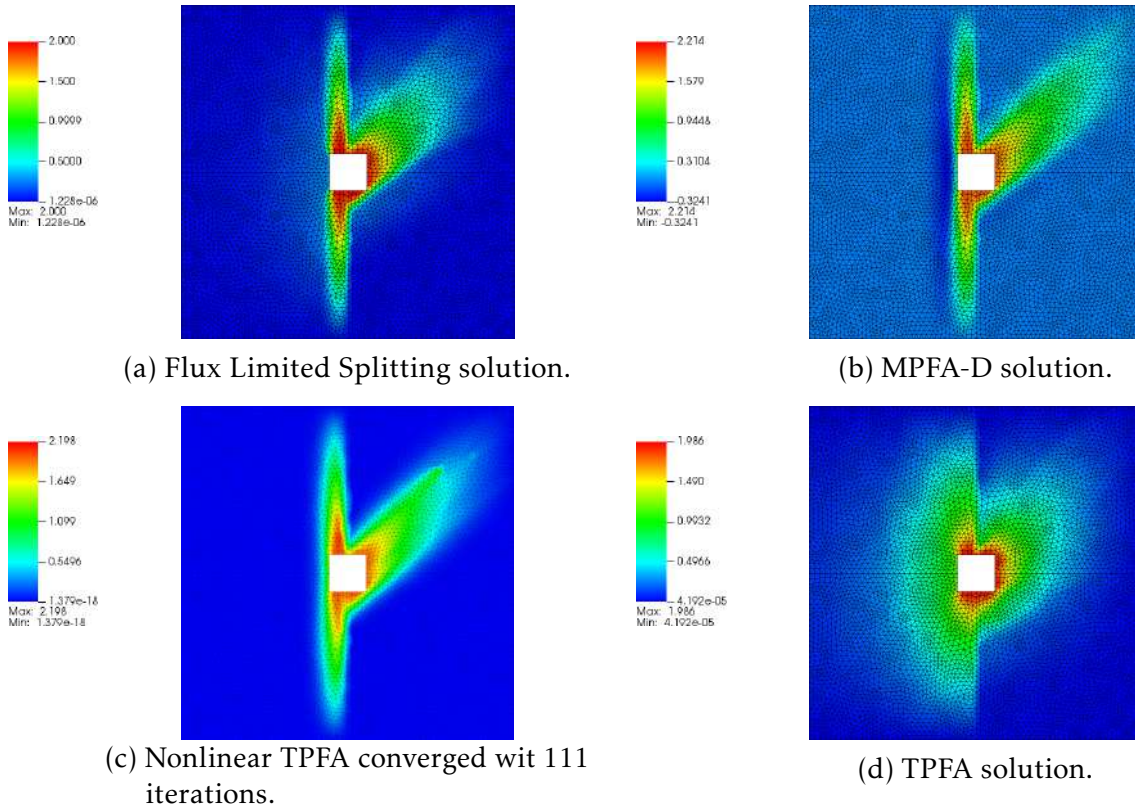 2.000
1.500
0.9999
0.5000
1.228e-06
Max: 2.000
Min: 1.228e-06
2.214
1.579
0.9448
0.3104
-0.3241
Max: 2.214
Min: -0.3241
(a) Flux Limited Splitting solution.
(b) MPFA-D solution.
2.198
1.649
1.099
0.5496
1.379e-18
Max: 2.198
Min: 1.379e-18
1.986
1.490
0.9932
0.4966
4.192e-05
Max: 1.986
Min: 4.192e-05
(c) Nonlinear TPFA converged wit 111
iterations.
(d) TPFA solution.